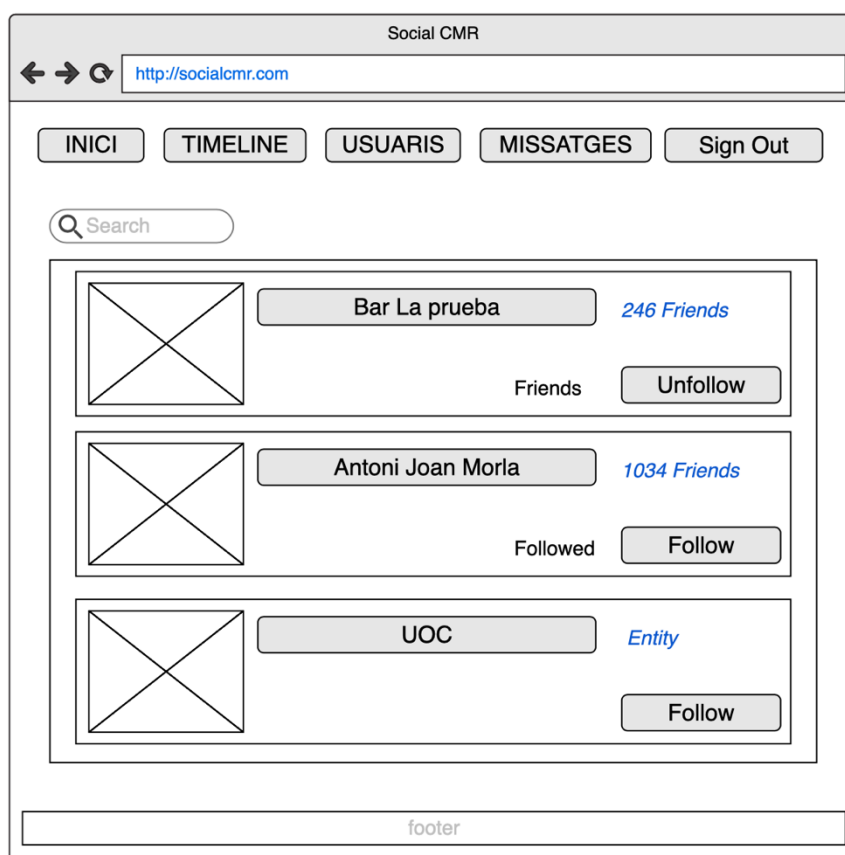 Social CMR
http://socialcmr.com
INICI TIMELINE USUARIS MISSATGES Sign Out
Search
Bar La prueba 246 Friends
Friends Unfollow
Antoni Joan Morla 1034 Friends
Followed Follow
UOC Entity
Follow
footer